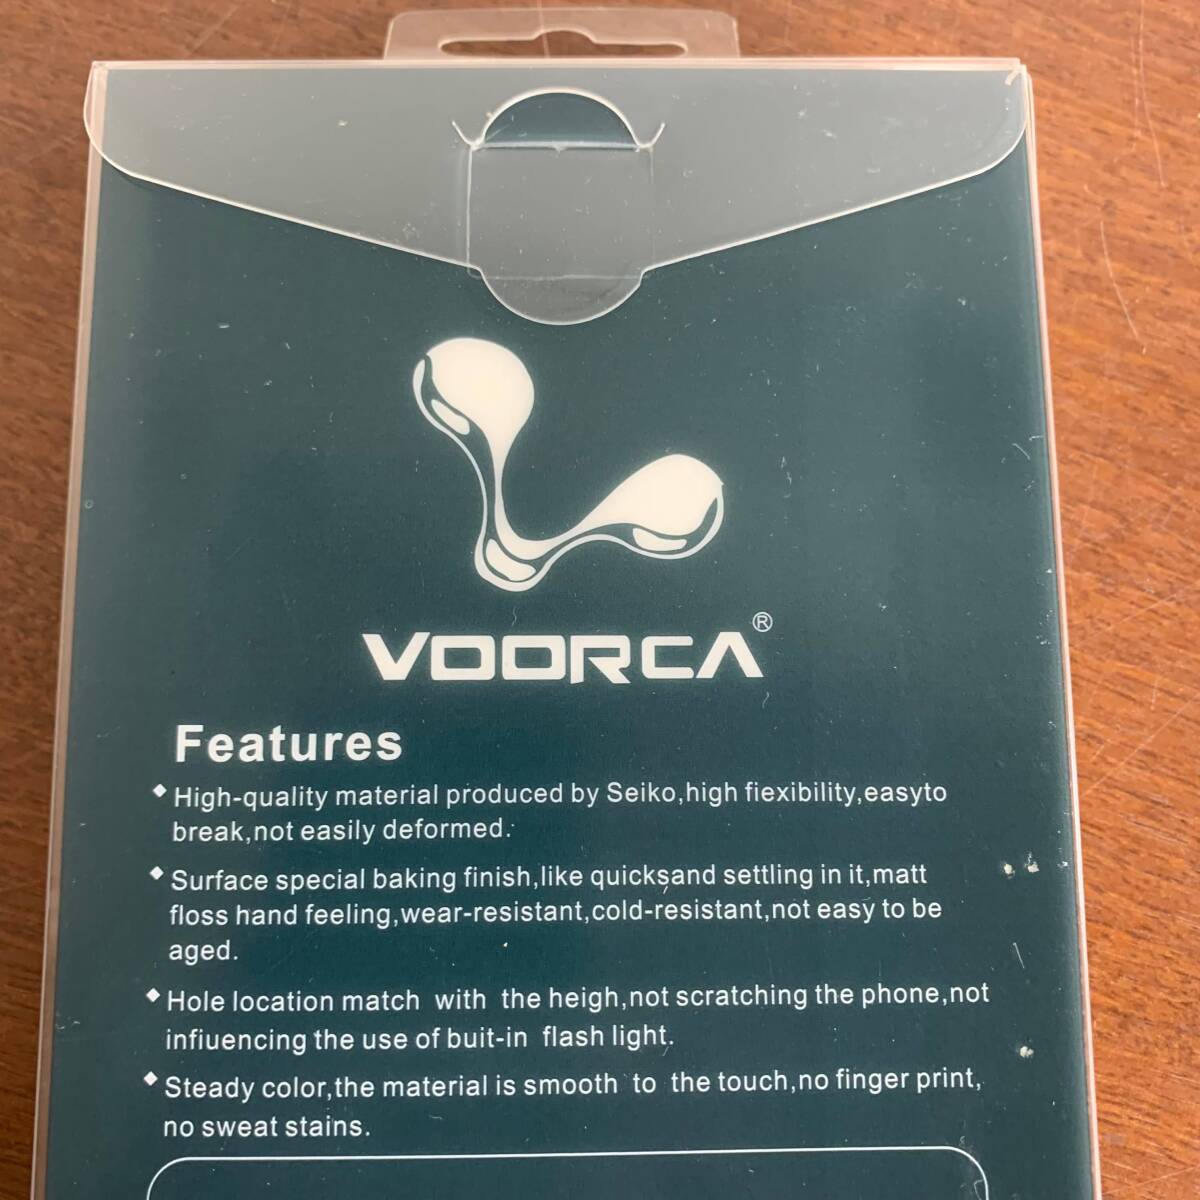 VOORCA®
Features
High-quality material produced by Seiko,high fiexibility,easyto
break,not easily deformed.
Surface special baking finish,like quicksand settling in it,matt
floss hand feeling,wear-resistant,cold-resistant,not easy to be
aged.
Hole location match with the heigh,not scratching the phone,not
infiuencing the use of buit-in flash light.
Steady color,the material is smooth to the touch,no finger print,
no sweat stains.